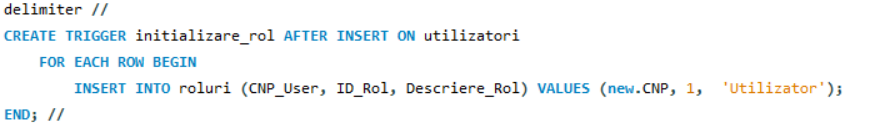 delimiter //
CREATE TRIGGER initializare_rol AFTER INSERT ON utilizatori
FOR EACH ROW BEGIN
INSERT INTO roluri (CNP_User, ID_Rol, Descriere_Rol) VALUES (new.CNP, 1, 'Utilizator');
END; //